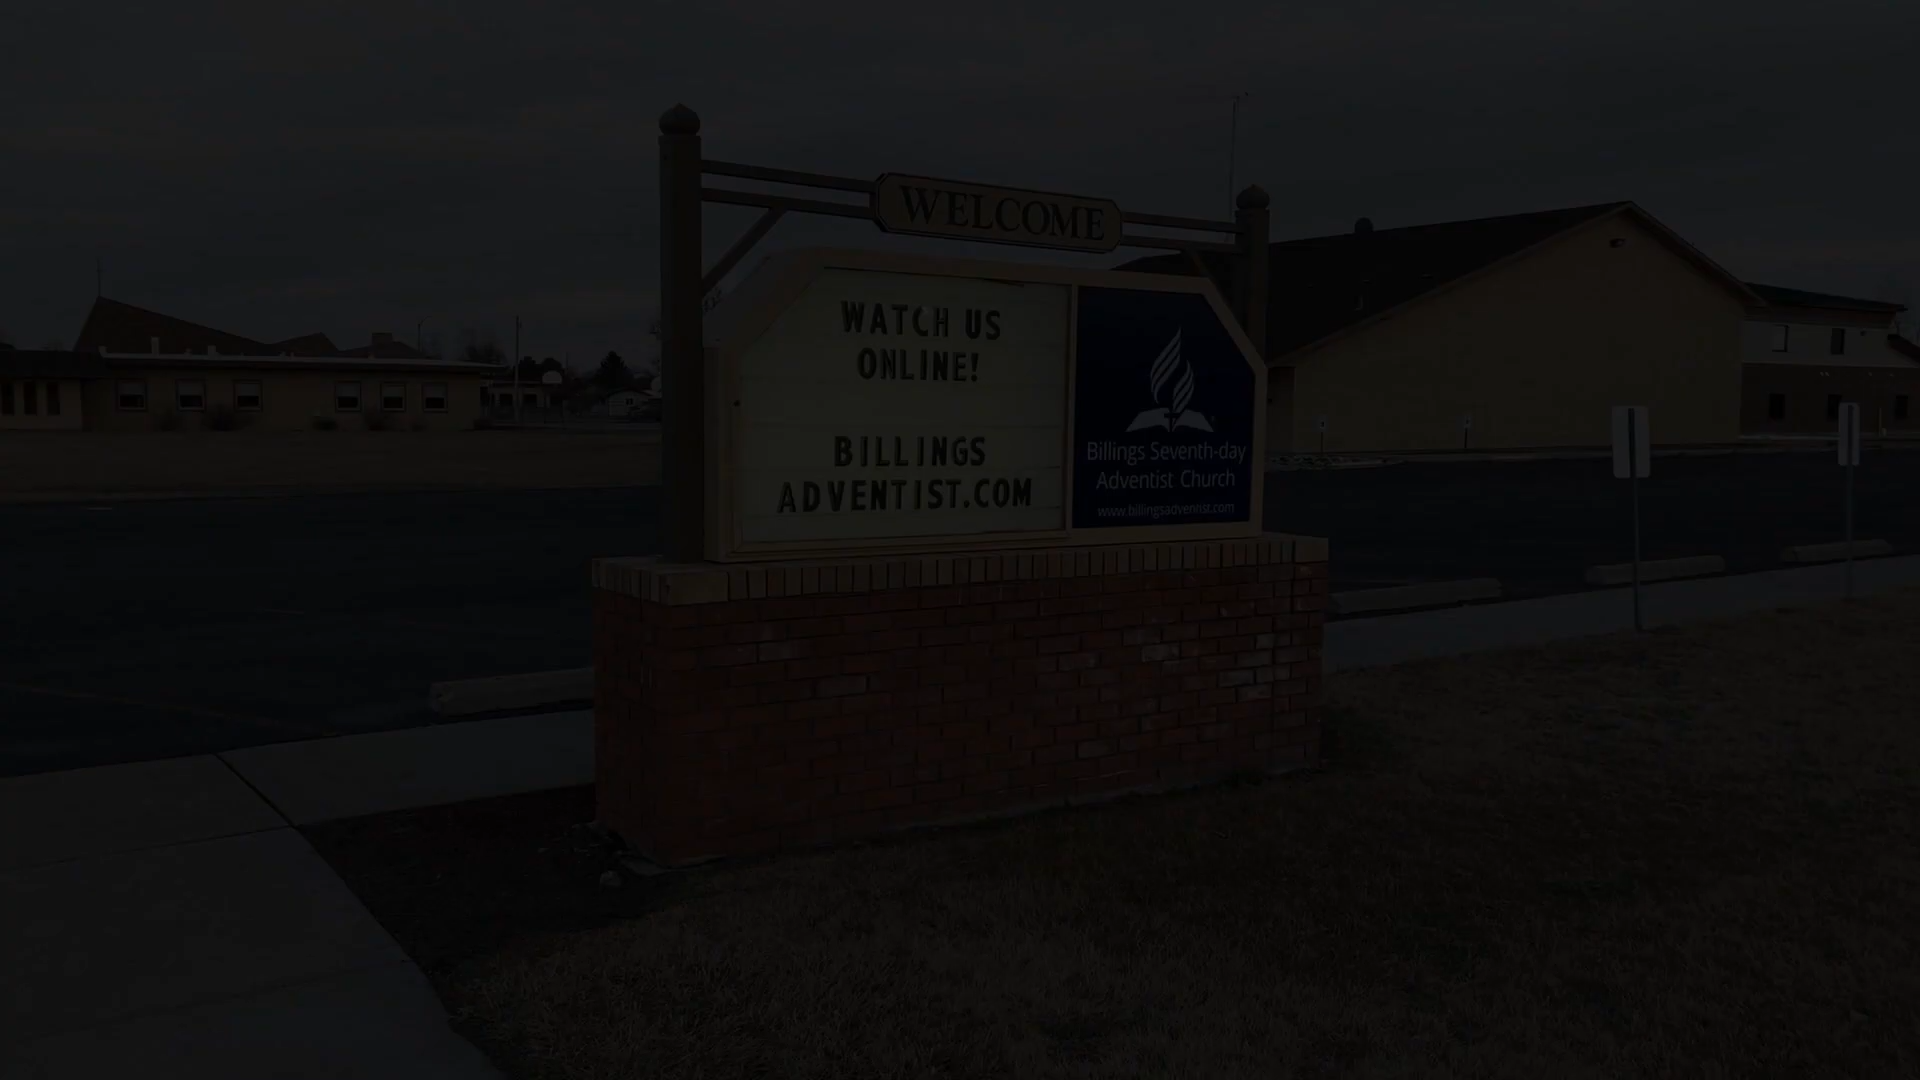 WELCOME
WATCH US
ONLINE!
BILLINGS
ADVENTIST.COM
Billings Seventh-day
Adventist Church
www.billingsadventist.com